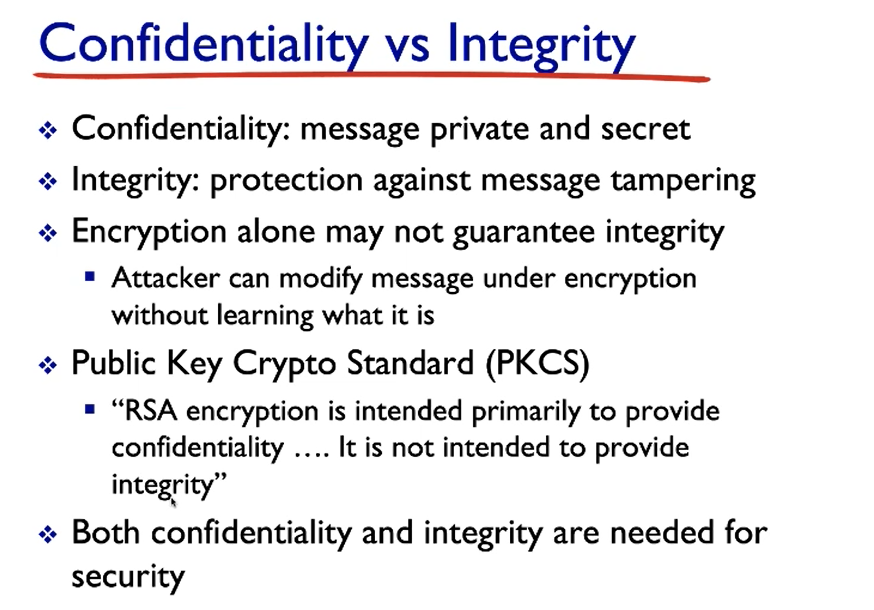 Confidentiality vs Integrity
Confidentiality: message private and secret
Integrity: protection against message tampering
Encryption alone may not guarantee integrity
Attacker can modify message under encryption
without learning what it is
Public Key Crypto Standard (PKCS)
“RSA encryption is intended primarily to provide
confidentiality …. It is not intended to provide
integrity”
Both confidentiality and integrity are needed for
security